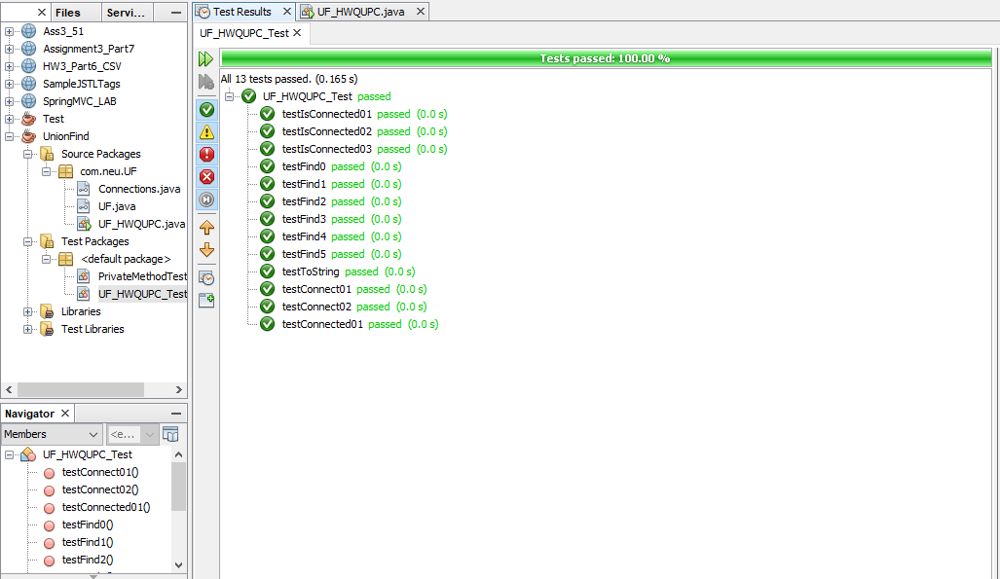 Files
Servi...
Ass3_51
Assignment3_Part7
HW3_Part6_CSV
SampleJSTLTags
SpringMVC_LAB
Test
UnionFind
Source Packages
com.neu.UF
Connections.java
UF.java
UF_HWQUPC.java
Test Packages
<default package>
PrivateMethodTest
UF_HWQUPC_Test
Libraries
Test Libraries
Navigator
Members
<e...
UF_HWQUPC_Test
testConnect01()
testConnect02()
testConnected01()
testFind0()
testFind1()
testFind2()
Test Results
UF_HWQUPC.java
UF_HWQUPC_Test
Tests passed: 100.00 %
All 13 tests passed. (0.165 s)
UF_HWQUPC_Test passed
testIsConnected01 passed (0.0 s)
testIsConnected02 passed (0.0 s)
testIsConnected03 passed (0.0 s)
testFind0 passed (0.0 s)
testFind1 passed (0.0 s)
testFind2 passed (0.0 s)
testFind3 passed (0.0 s)
testFind4 passed (0.0 s)
testFind5 passed (0.0 s)
testToString passed (0.0 s)
testConnect01 passed (0.0 s)
testConnect02 passed (0.0 s)
testConnected01 passed (0.0 s)